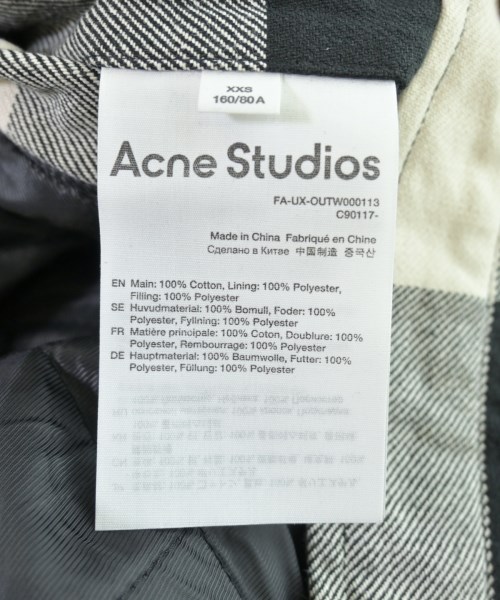 XXS
160/80A
Acne Studios
FA-UX-OUTW000113
C90117-
Made in China Fabriqué en Chine
Сделано в Китае 中国制造 중국산
EN Main: 100% Cotton, Lining: 100% Polyester,
Filling: 100% Polyester
SE Huvudmaterial: 100% Bomull, Foder: 100%
Polyester, Fyllning: 100% Polyester
FR Matière principale: 100% Coton, Doublure: 100%
Polyester, Rembourrage: 100% Polyester
DE Hauptmaterial: 100% Baumwolle, Futter: 100%
Polyester, Füllung: 100% Polyester